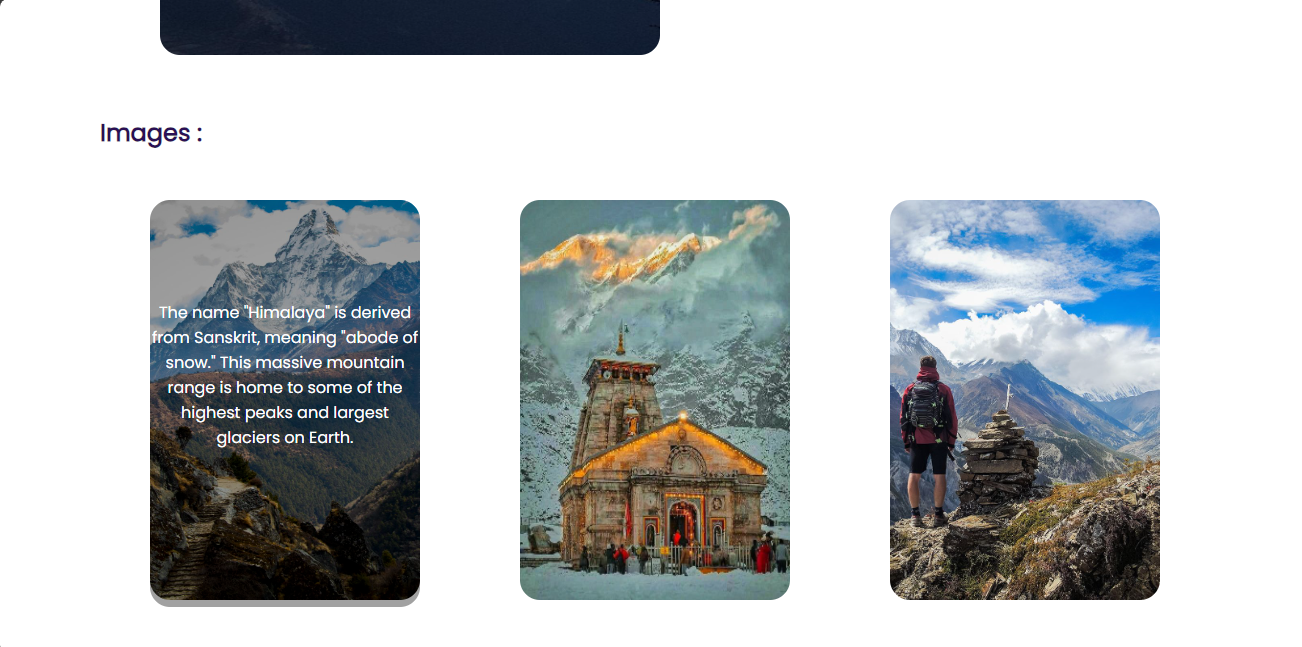 Images :
The name "Himalaya" is derived
from Sanskrit, meaning "abode of
snow." This massive mountain
range is home to some of the
highest peaks and largest
glaciers on Earth.